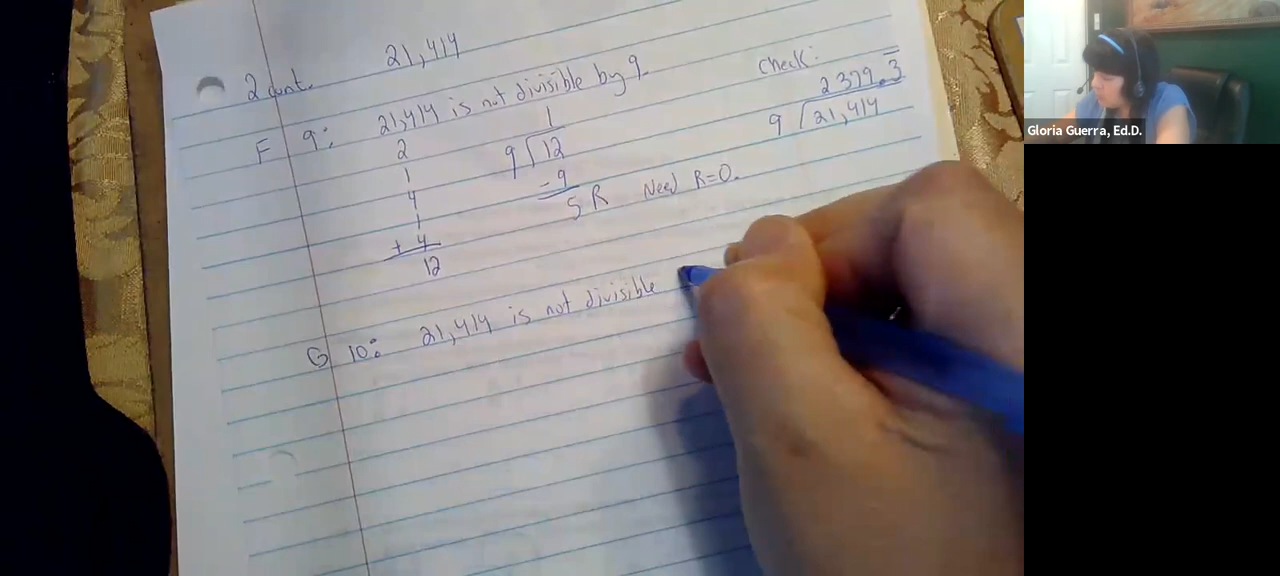 2 cont. 21,414
F 9: 21,414 is not divisible by 9.
2
1
4
1
+ 4
12
1
9 12
- 9
5 R Need R=0.
Check:
2379.3
9 21,414
G 10: 21,414 is not divisible
Gloria Guerra, Ed.D.